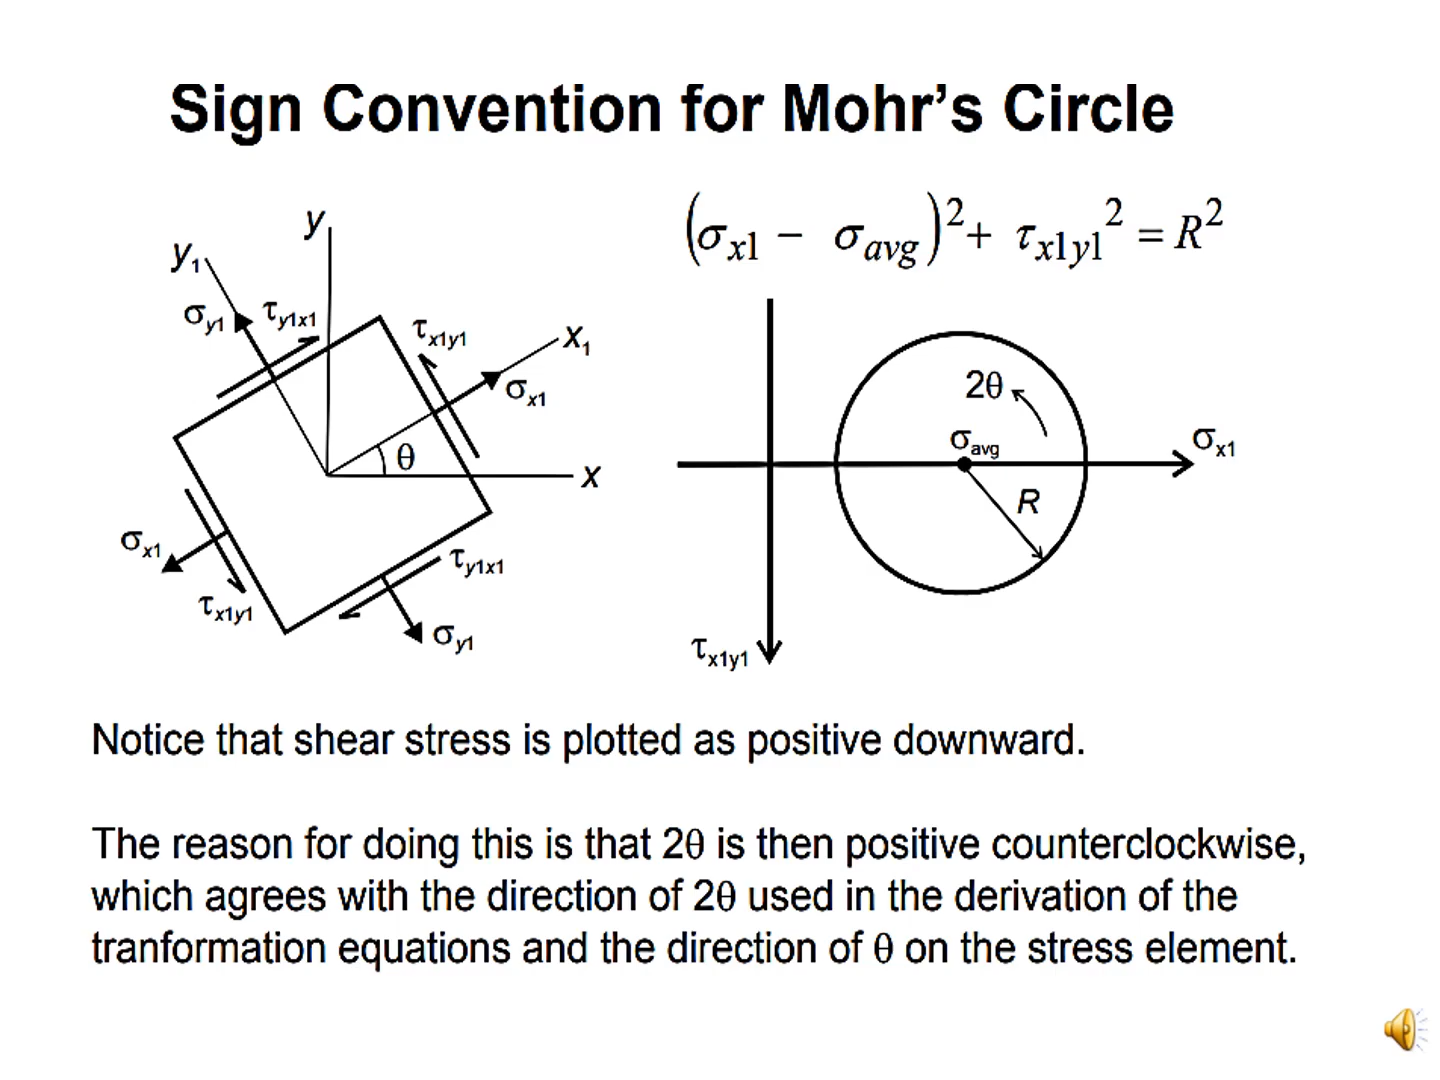 Sign Convention for Mohr's Circle
(σx1 − σavg)² + τx1y1² = R²
y
y1
σy1
τy1x1
τx1y1
x1
σx1
θ
x
σx1
τx1y1
τy1x1
σy1
2θ
σavg
σx1
R
τx1y1
Notice that shear stress is plotted as positive downward.
The reason for doing this is that 2θ is then positive counterclockwise,
which agrees with the direction of 2θ used in the derivation of the
tranformation equations and the direction of θ on the stress element.